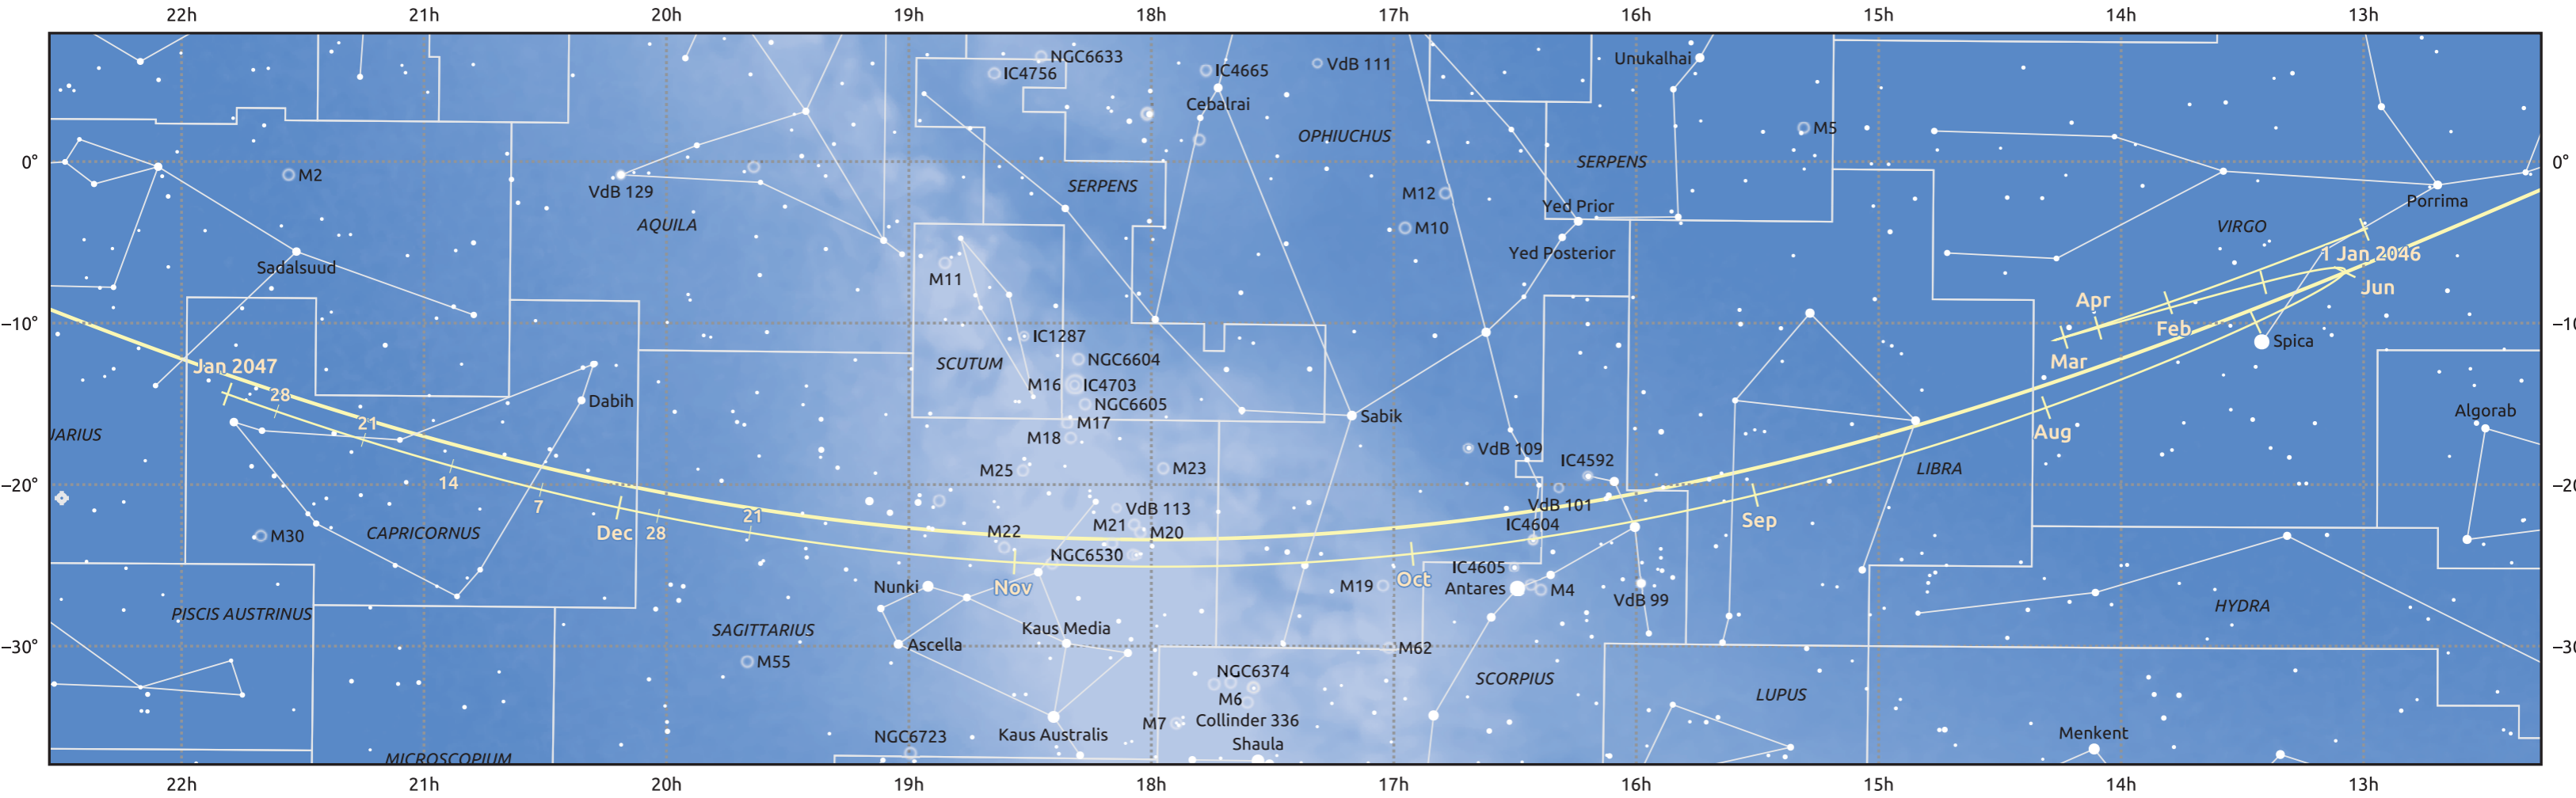 22h 21h 20h 19h 18h 17h 16h 15h 14h 13h
NGC6633
IC4756
IC4665
VdB 111
Unukalhai
Cebalrai
OPHIUCHUS
M5
0°
SERPENS
0°
M2
SERPENS
VdB 129
M12
Porrima
Yed Prior
AQUILA
M10
VIRGO
Yed Posterior
1 Jan 2046
Sadalsuud
M11
Jun
Apr
−10°
−10
Feb
IC1287
Spica
SCUTUM
NGC6604
Mar
Jan 2047
M16
IC4703
28
Dabih
NGC6605
Algorab
Sabik
21
M17
UARIUS
M18
Aug
VdB 109
IC4592
M25
M23
LIBRA
14
−20°
−20
7
VdB 113
VdB 101
21
Sep
M21
IC4604
CAPRICORNUS
Dec
28
M22
M20
M30
NGC6530
IC4605
Oct
Nunki
Nov
M19
Antares
M4
VdB 99
HYDRA
PISCIS AUSTRINUS
SAGITTARIUS
Kaus Media
Ascella
−30°
M62
−30
M55
NGC6374
SCORPIUS
LUPUS
M6
M7
Collinder 336
Kaus Australis
Menkent
NGC6723
Shaula
MICROSCOPIUM
22h 21h 20h 19h 18h 17h 16h 15h 14h 13h